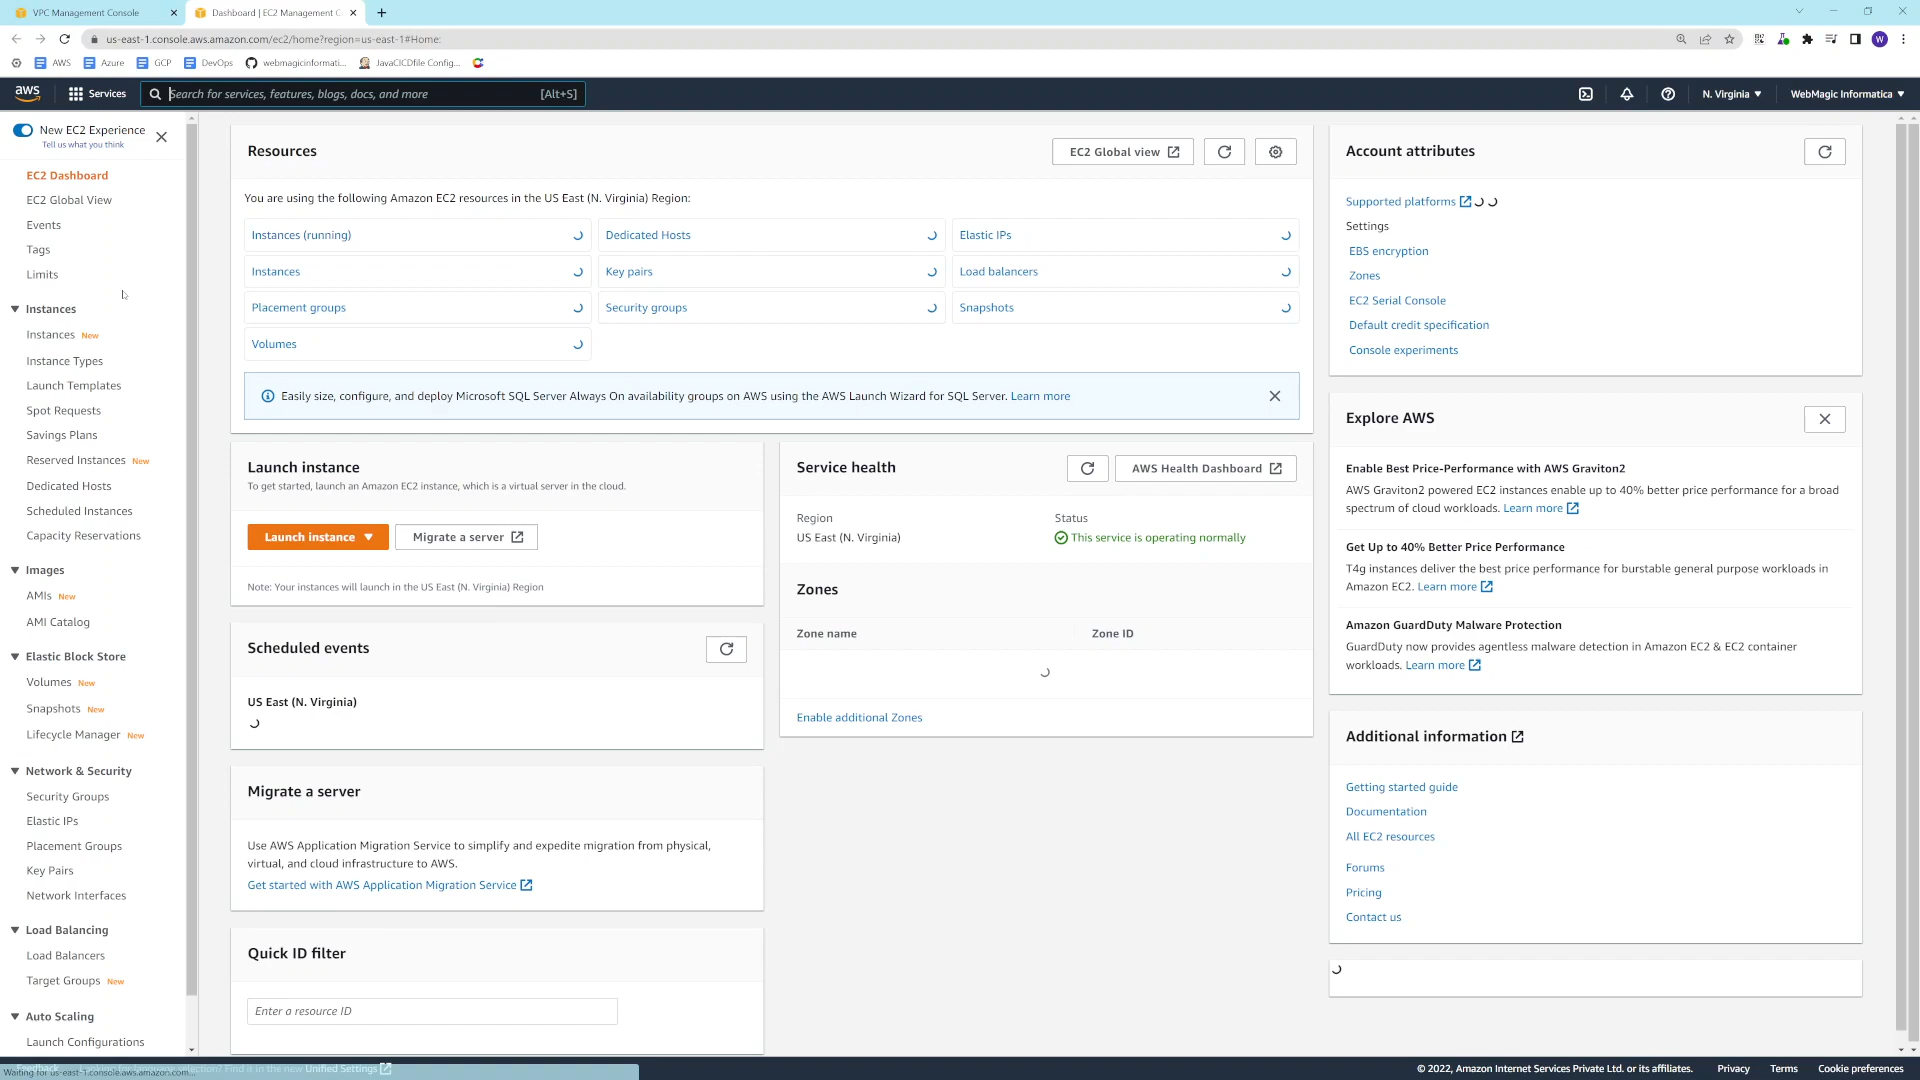 VPC Management Console
Dashboard | EC2 Management C
us-east-1.console.aws.amazon.com/ec2/home?region=us-east-1#Home:
AWS
Azure
GCP
DevOps
webmagicinformati...
JavaCICDfile Config...
W
aws
Services
Search for services, features, blogs, docs, and more
[Alt+S]
N. Virginia
WebMagic Informatica
New EC2 Experience
Tell us what you think
EC2 Dashboard
EC2 Global View
Events
Tags
Limits
Instances
Instances New
Instance Types
Launch Templates
Spot Requests
Savings Plans
Reserved Instances New
Dedicated Hosts
Scheduled Instances
Capacity Reservations
Images
AMIs New
AMI Catalog
Elastic Block Store
Volumes New
Snapshots New
Lifecycle Manager New
Network & Security
Security Groups
Elastic IPs
Placement Groups
Key Pairs
Network Interfaces
Load Balancing
Load Balancers
Target Groups New
Auto Scaling
Launch Configurations
Resources
EC2 Global view
You are using the following Amazon EC2 resources in the US East (N. Virginia) Region:
Instances (running)
Dedicated Hosts
Elastic IPs
Instances
Key pairs
Load balancers
Placement groups
Security groups
Snapshots
Volumes
Easily size, configure, and deploy Microsoft SQL Server Always On availability groups on AWS using the AWS Launch Wizard for SQL Server. Learn more
Launch instance
To get started, launch an Amazon EC2 instance, which is a virtual server in the cloud.
Launch instance
Migrate a server
Note: Your instances will launch in the US East (N. Virginia) Region
Scheduled events
US East (N. Virginia)
Migrate a server
Use AWS Application Migration Service to simplify and expedite migration from physical,
virtual, and cloud infrastructure to AWS.
Get started with AWS Application Migration Service
Quick ID filter
Enter a resource ID
Service health
AWS Health Dashboard
Region
Status
US East (N. Virginia)
This service is operating normally
Zones
Zone name
Zone ID
Enable additional Zones
Account attributes
Supported platforms
Settings
EBS encryption
Zones
EC2 Serial Console
Default credit specification
Console experiments
Explore AWS
Enable Best Price-Performance with AWS Graviton2
AWS Graviton2 powered EC2 instances enable up to 40% better price performance for a broad
spectrum of cloud workloads. Learn more
Get Up to 40% Better Price Performance
T4g instances deliver the best price performance for burstable general purpose workloads in
Amazon EC2. Learn more
Amazon GuardDuty Malware Protection
GuardDuty now provides agentless malware detection in Amazon EC2 & EC2 container
workloads. Learn more
Additional information
Getting started guide
Documentation
All EC2 resources
Forums
Pricing
Contact us
Waiting for us-east-1.console.aws.amazon.com...
Find it in the new Unified Settings
© 2022, Amazon Internet Services Private Ltd. or its affiliates.
Privacy
Terms
Cookie preferences